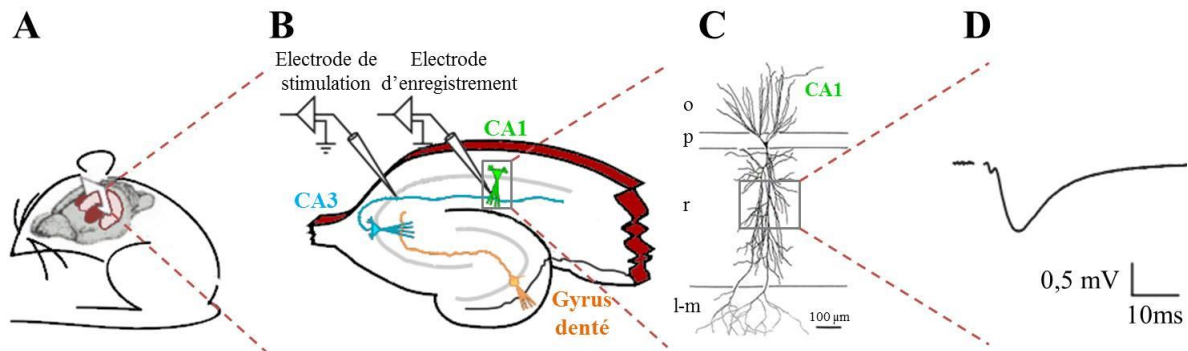 A
B
C
D
Electrode de
stimulation
Electrode
d’enregistrement
CA1
CA3
Gyrus
denté
CA1
o
p
r
l-m
100 µm
0,5 mV
10ms